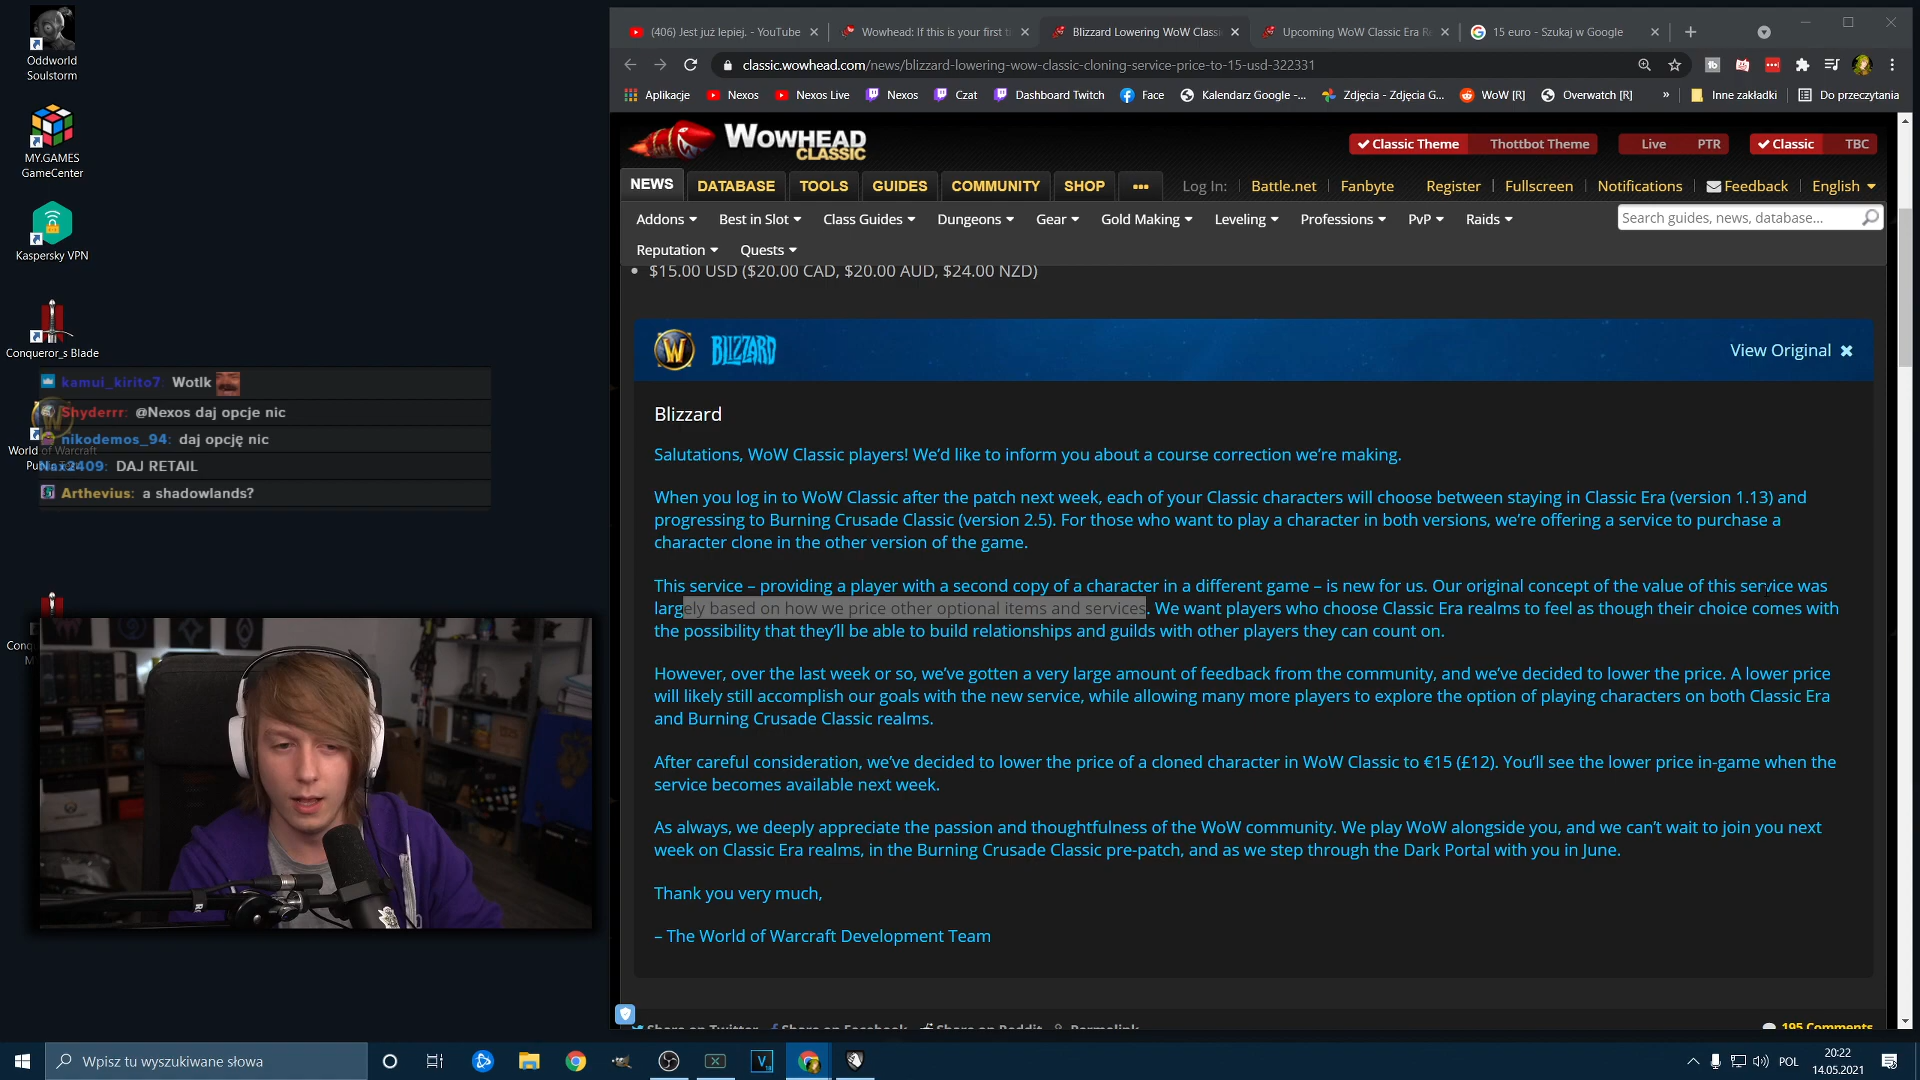 Oddworld
Soulstorm
MY.GAMES
GameCenter
Kaspersky VPN
Conqueror_s Blade
kamui_kirito7: Wotlk
Shyderrr: @Nexos daj opcje nic
nikodemos_94: daj opcję nic
World of Warcraft
Nax2409: DAJ RETAIL
Arthevius: a shadowlands?
(406) Jest już lepiej. - YouTube
Wowhead: If this is your first t
Blizzard Lowering WoW Classi
Upcoming WoW Classic Era R
15 euro - Szukaj w Google
classic.wowhead.com/news/blizzard-lowering-wow-classic-cloning-service-price-to-15-usd-322331
Aplikacje Nexos Nexos Live Nexos Czat Dashboard Twitch Face Kalendarz Google -... Zdjęcia - Zdjęcia G... WoW [R] Overwatch [R] » Inne zakładki Do przeczytania
WOWHEAD
CLASSIC
Classic Theme Thottbot Theme Live PTR Classic TBC
NEWS DATABASE TOOLS GUIDES COMMUNITY SHOP ••• Log In: Battle.net Fanbyte Register Fullscreen Notifications Feedback English
Addons Best in Slot Class Guides Dungeons Gear Gold Making Leveling Professions PvP Raids Search guides, news, database...
Reputation Quests
• $15.00 USD ($20.00 CAD, $20.00 AUD, $24.00 NZD)
W BLIZZARD View Original
Blizzard
Salutations, WoW Classic players! We'd like to inform you about a course correction we're making.
When you log in to WoW Classic after the patch next week, each of your Classic characters will choose between staying in Classic Era (version 1.13) and
progressing to Burning Crusade Classic (version 2.5). For those who want to play a character in both versions, we're offering a service to purchase a
character clone in the other version of the game.
This service – providing a player with a second copy of a character in a different game – is new for us. Our original concept of the value of this service was
largely based on how we price other optional items and services. We want players who choose Classic Era realms to feel as though their choice comes with
the possibility that they'll be able to build relationships and guilds with other players they can count on.
However, over the last week or so, we've gotten a very large amount of feedback from the community, and we've decided to lower the price. A lower price
will likely still accomplish our goals with the new service, while allowing many more players to explore the option of playing characters on both Classic Era
and Burning Crusade Classic realms.
After careful consideration, we've decided to lower the price of a cloned character in WoW Classic to €15 (£12). You'll see the lower price in-game when the
service becomes available next week.
As always, we deeply appreciate the passion and thoughtfulness of the WoW community. We play WoW alongside you, and we can't wait to join you next
week on Classic Era realms, in the Burning Crusade Classic pre-patch, and as we step through the Dark Portal with you in June.
Thank you very much,
– The World of Warcraft Development Team
Share on Twitter Share on Facebook Share on Reddit Permalink 195 Comments
Wpisz tu wyszukiwane słowa
POL
20:22
14.05.2021